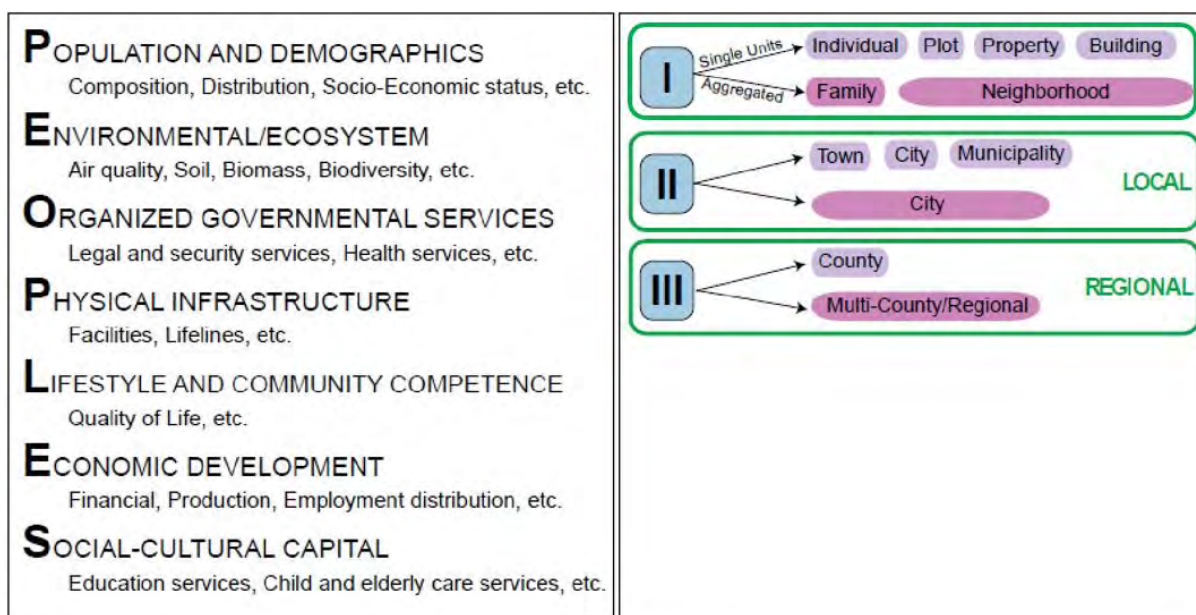 POPULATION AND DEMOGRAPHICS
Composition, Distribution, Socio-Economic status, etc.
ENVIRONMENTAL/ECOSYSTEM
Air quality, Soil, Biomass, Biodiversity, etc.
ORGANIZED GOVERNMENTAL SERVICES
Legal and security services, Health services, etc.
PHYSICAL INFRASTRUCTURE
Facilities, Lifelines, etc.
LIFESTYLE AND COMMUNITY COMPETENCE
Quality of Life, etc.
ECONOMIC DEVELOPMENT
Financial, Production, Employment distribution, etc.
SOCIAL-CULTURAL CAPITAL
Education services, Child and elderly care services, etc.
I
Single Units
Individual Plot Property Building
Aggregated
Family Neighborhood
II
Town City Municipality
City
LOCAL
III
County
Multi-County/Regional
REGIONAL